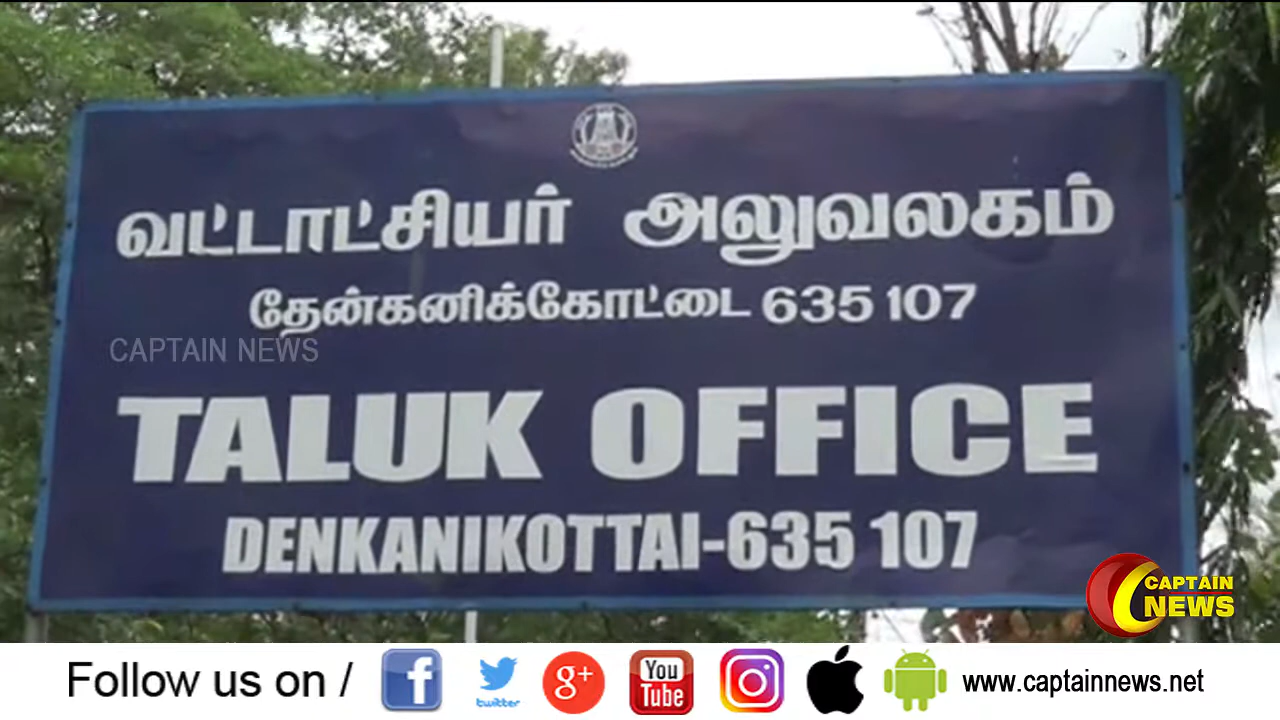 வட்டாட்சியர் அலுவலகம்
தேன்கனிக்கோட்டை 635 107
CAPTAIN NEWS
TALUK OFFICE
DENKANIKOTTAI-635 107
CAPTAIN
NEWS
Follow us on / twitter g+ You Tube www.captainnews.net